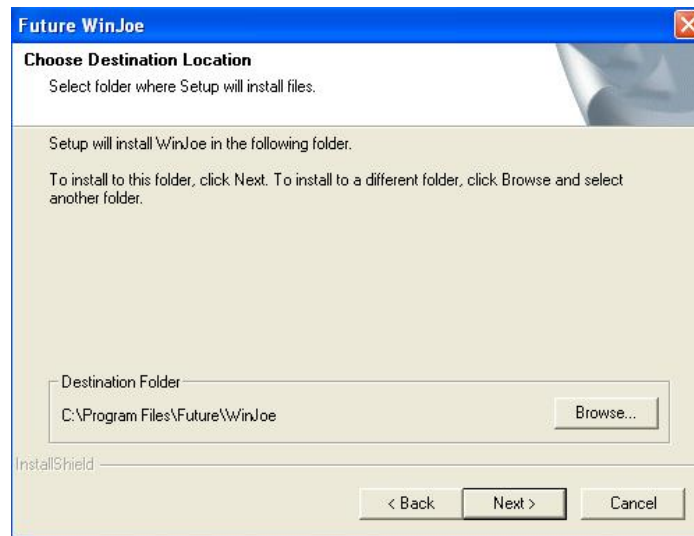 Future WinJoe
Choose Destination Location
Select folder where Setup will install files.
Setup will install WinJoe in the following folder.
To install to this folder, click Next. To install to a different folder, click Browse and select
another folder.
Destination Folder
C:\Program Files\Future\WinJoe
Browse...
InstallShield
< Back
Next >
Cancel